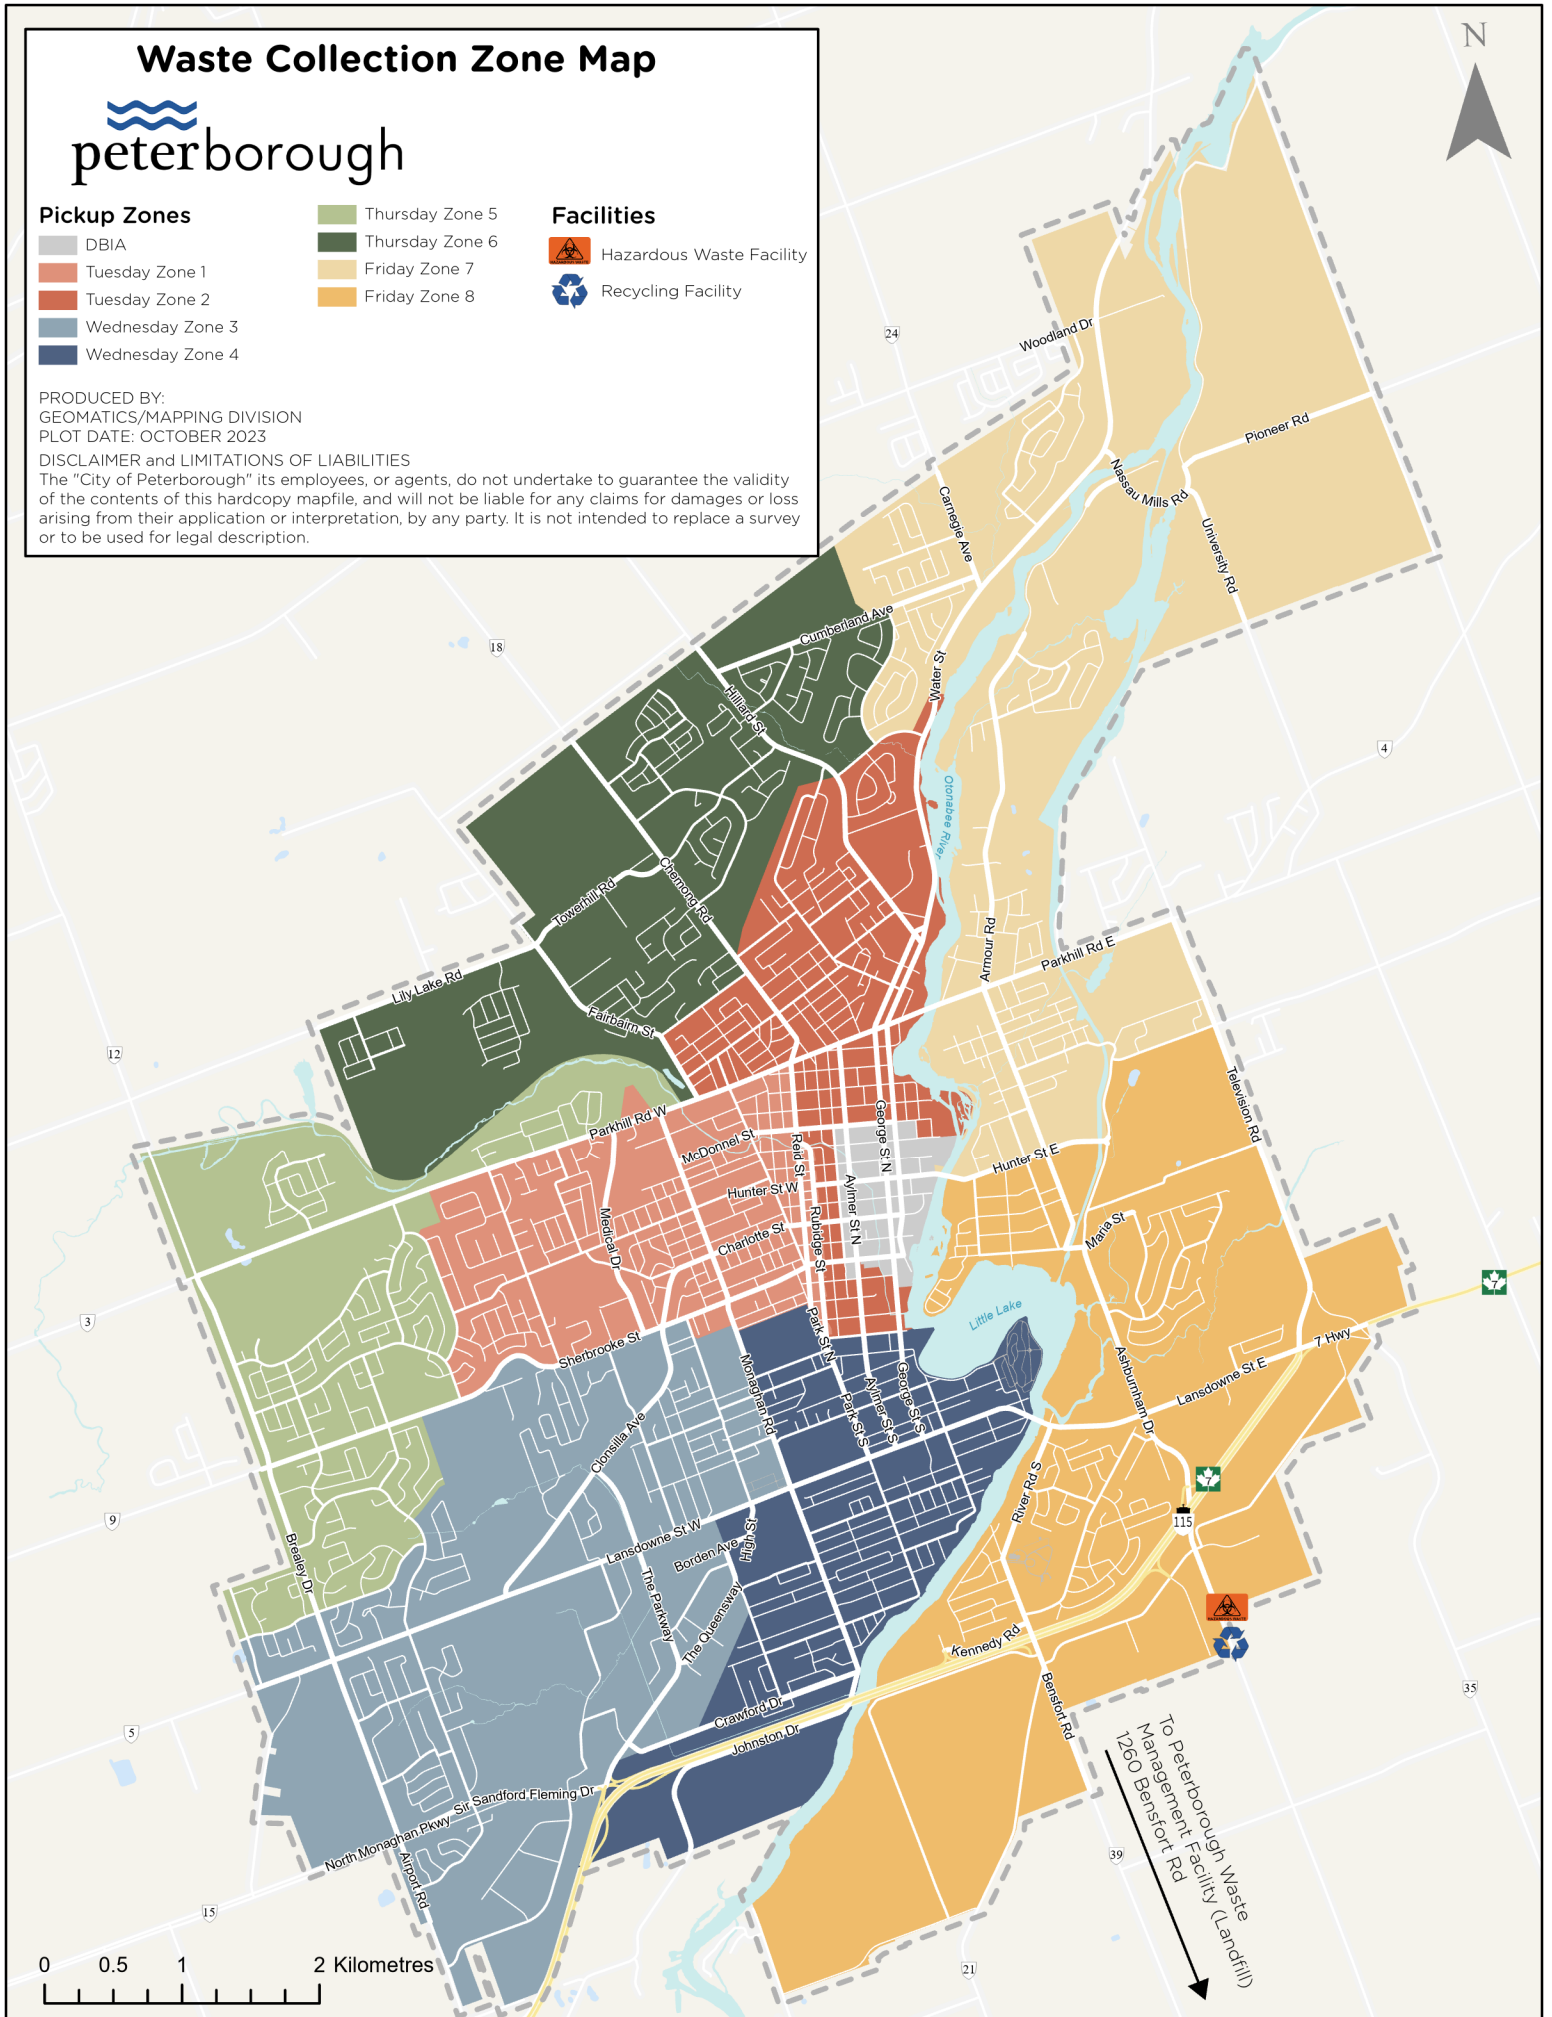 Waste Collection Zone Map
peterborough
Pickup Zones
DBIA
Tuesday Zone 1
Tuesday Zone 2
Wednesday Zone 3
Wednesday Zone 4
Thursday Zone 5
Thursday Zone 6
Friday Zone 7
Friday Zone 8
Facilities
Hazardous Waste Facility
Recycling Facility
PRODUCED BY:
GEOMATICS/MAPPING DIVISION
PLOT DATE: OCTOBER 2023
DISCLAIMER and LIMITATIONS OF LIABILITIES
The "City of Peterborough" its employees, or agents, do not undertake to guarantee the validity
of the contents of this hardcopy mapfile, and will not be liable for any claims for damages or loss
arising from their application or interpretation, by any party. It is not intended to replace a survey
or to be used for legal description.
N
24
Woodland Dr
Pioneer Rd
Nassau Mills Rd
Carnegie Ave
University Rd
Cumberland Ave
18
Water St
Hilliard St
4
Otonabee River
Chemong Rd
Towerhill Rd
Armour Rd
Parkhill Rd E
Lily Lake Rd
Fairbairn St
12
Television Rd
Parkhill Rd W
George St N
McDonnel St
Reid St
Hunter St E
Hunter St W
Aylmer St N
Medical Dr
Rubidge St
Charlotte St
Maria St
7
3
Little Lake
Park St N
Sherbrooke St
7 Hwy
Ashburnham Dr
Lansdowne St E
Monaghan Rd
George St S
Aylmer St S
Park St S
Clonsilla Ave
River Rd S
7
115
9
Brealey Dr
Lansdowne St W
High St
Borden Ave
The Parkway
The Queensway
HAZARDOUS WASTE
Kennedy Rd
Bensfort Rd
35
Crawford Dr
Johnston Dr
5
Sir Sandford Fleming Dr
North Monaghan Pkwy
Airport Rd
39
15
21
To Peterborough Waste
Management Facility (Landfill)
1260 Bensfort Rd
0 0.5 1 2 Kilometres